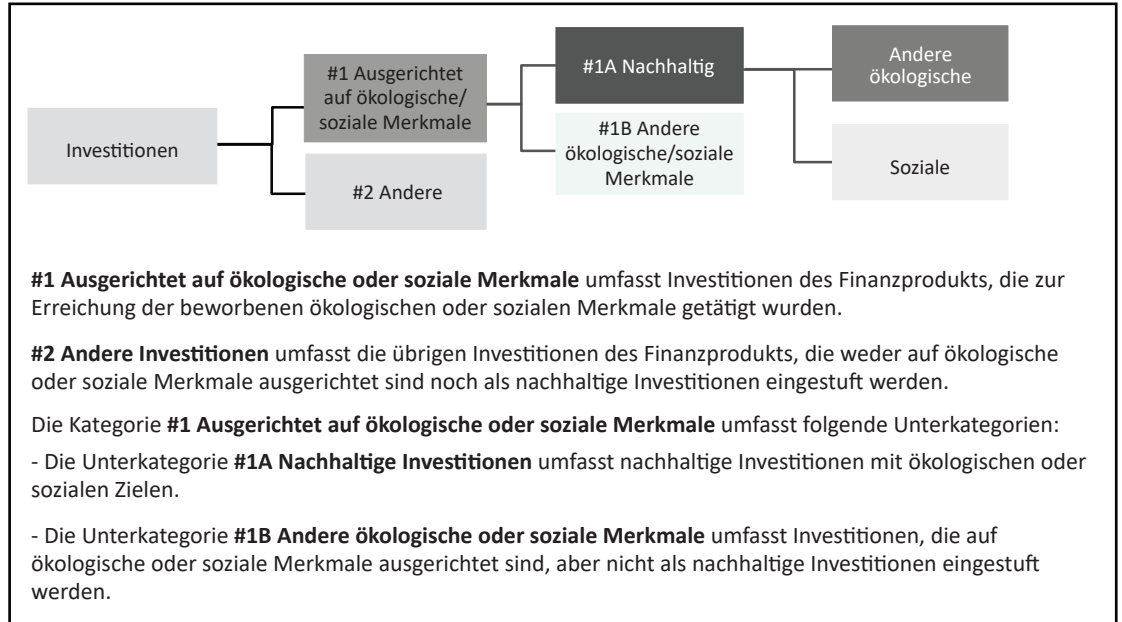 Investitionen
#1 Ausgerichtet
auf ökologische/
soziale Merkmale
#2 Andere
#1A Nachhaltig
#1B Andere
ökologische/soziale
Merkmale
Andere
ökologische
Soziale
#1 Ausgerichtet auf ökologische oder soziale Merkmale umfasst Investitionen des Finanzprodukts, die zur
Erreichung der beworbenen ökologischen oder sozialen Merkmale getätigt wurden.
#2 Andere Investitionen umfasst die übrigen Investitionen des Finanzprodukts, die weder auf ökologische
oder soziale Merkmale ausgerichtet sind noch als nachhaltige Investitionen eingestuft werden.
Die Kategorie #1 Ausgerichtet auf ökologische oder soziale Merkmale umfasst folgende Unterkategorien:
- Die Unterkategorie #1A Nachhaltige Investitionen umfasst nachhaltige Investitionen mit ökologischen oder
sozialen Zielen.
- Die Unterkategorie #1B Andere ökologische oder soziale Merkmale umfasst Investitionen, die auf
ökologische oder soziale Merkmale ausgerichtet sind, aber nicht als nachhaltige Investitionen eingestuft
werden.